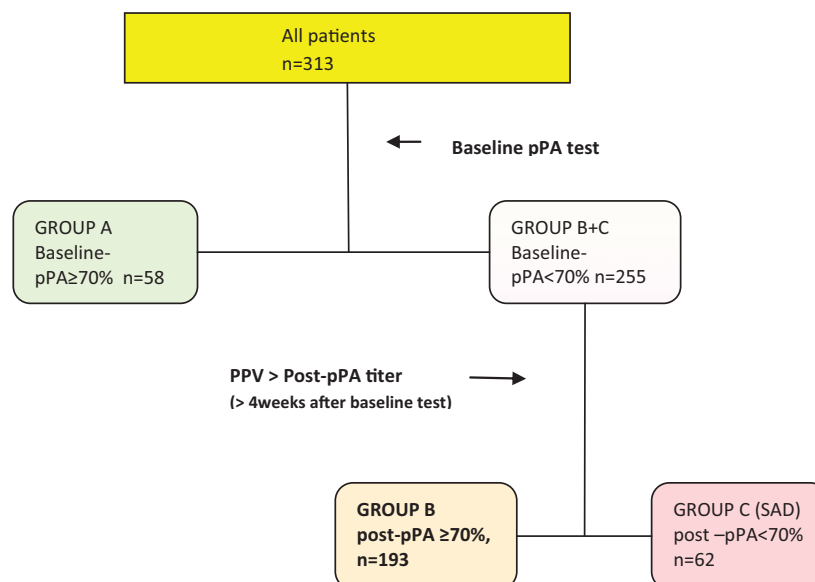 All patients
n=313
Baseline pPA test
GROUP A
Baseline-
pPA≥70% n=58
GROUP B+C
Baseline-
pPA<70% n=255
PPV > Post-pPA titer
(> 4weeks after baseline test)
GROUP B
post-pPA ≥70%,
n=193
GROUP C (SAD)
post –pPA<70%
n=62